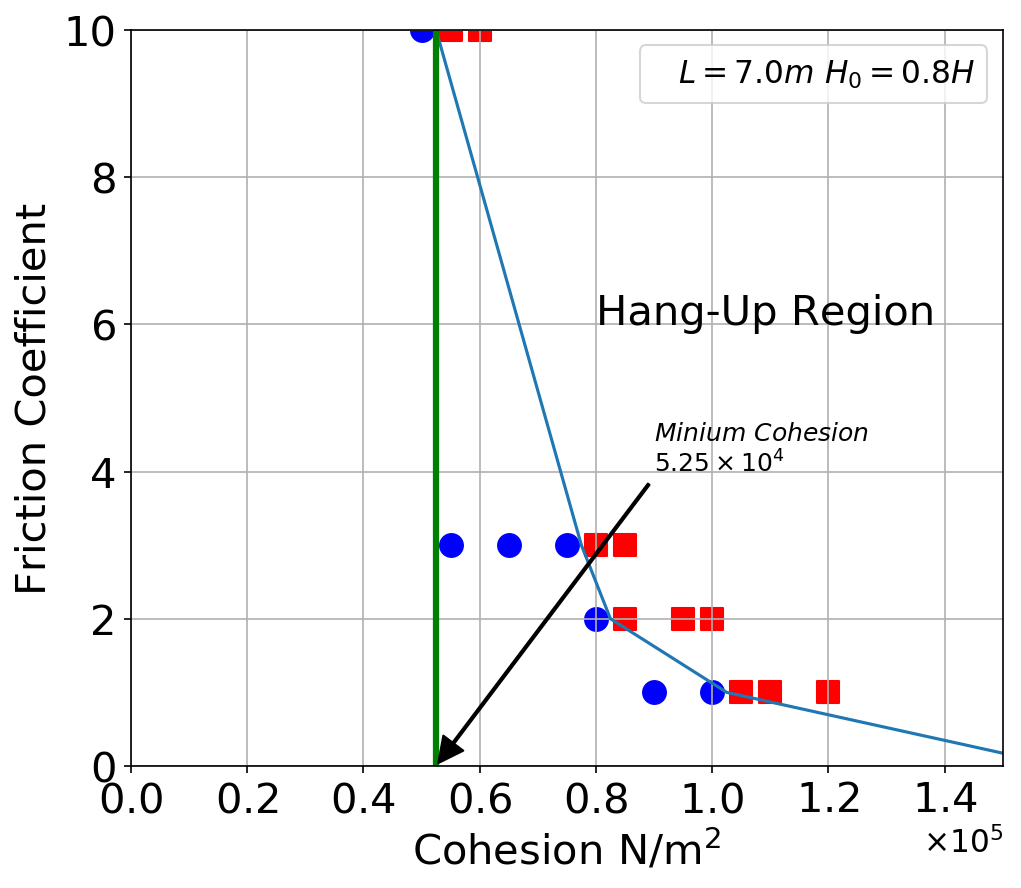 10
8
6
4
2
0
Friction Coefficient
L = 7.0m H₀ = 0.8H
Hang-Up Region
Minium Cohesion
5.25 × 10⁴
0.0 0.2 0.4 0.6 0.8 1.0 1.2 1.4
×10⁵
Cohesion N/m²